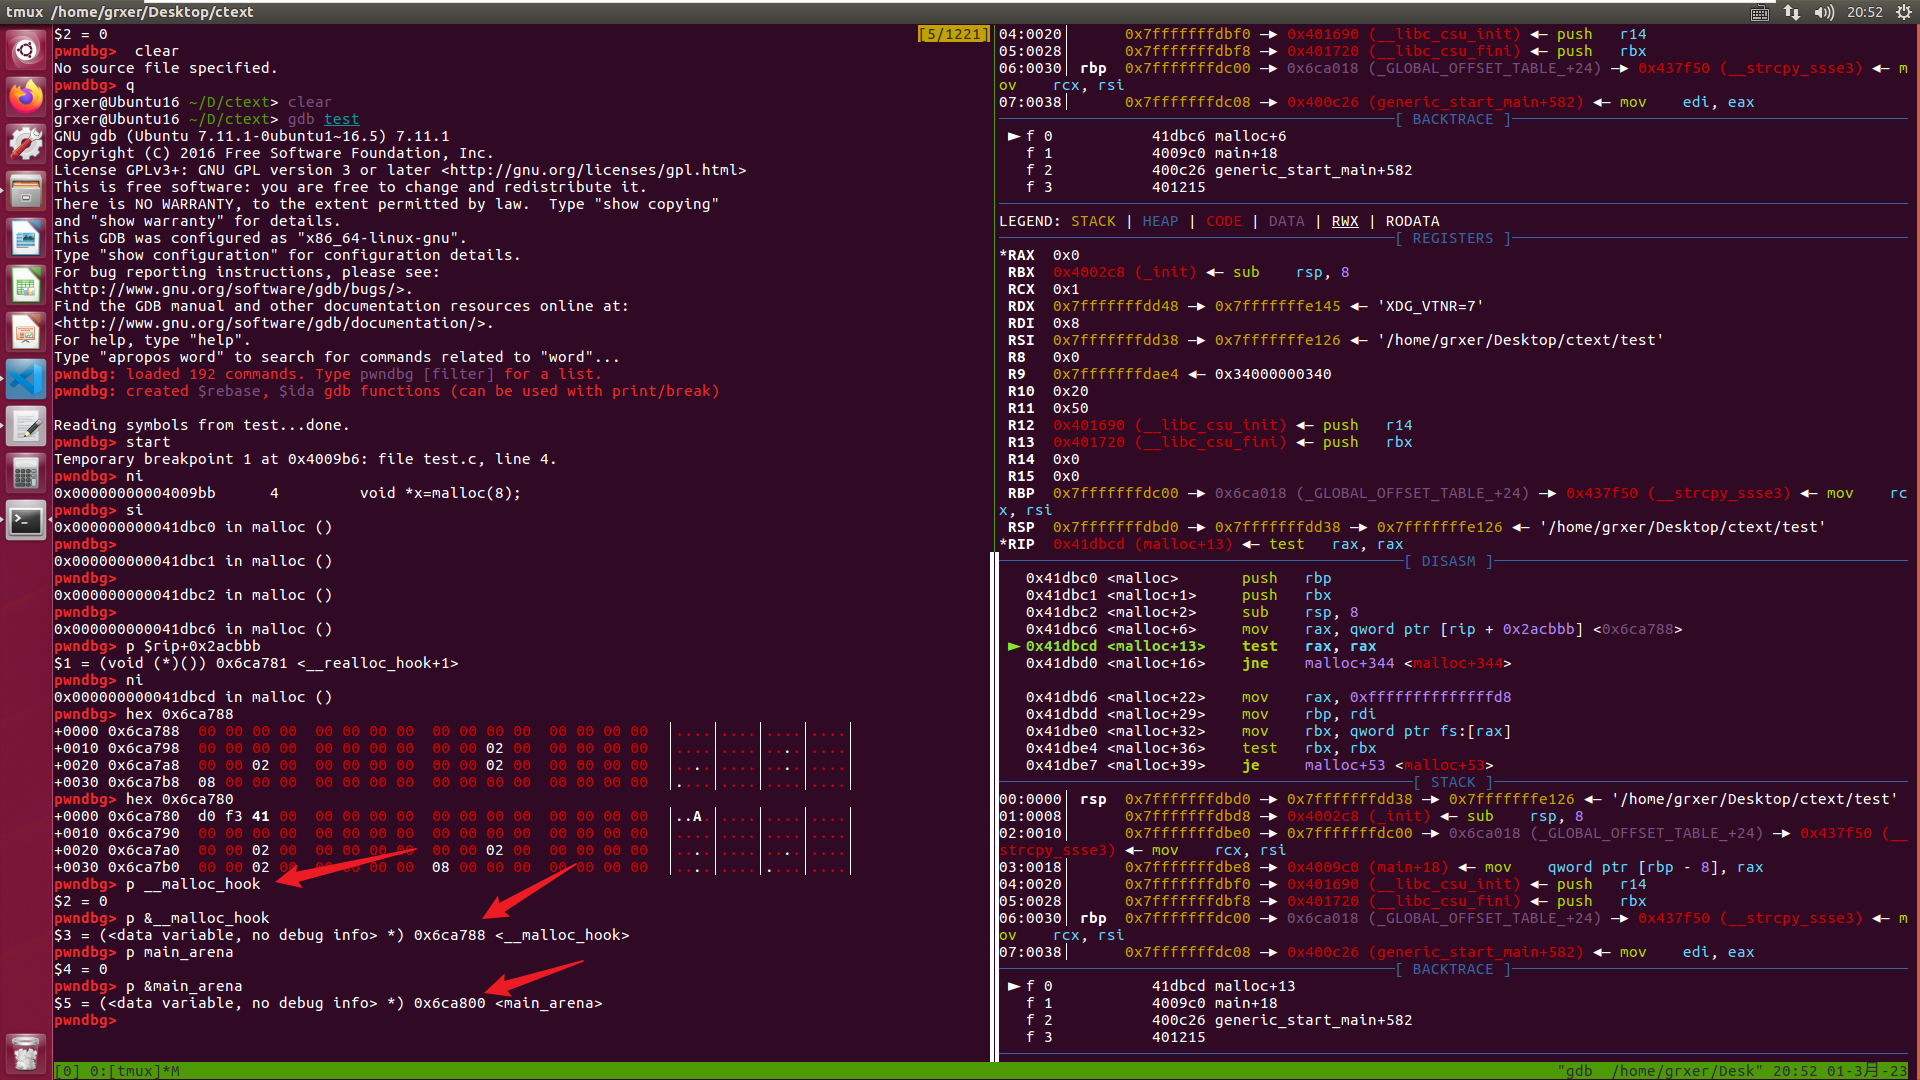 tmux /home/grxer/Desktop/ctext
20:52
$2 = 0
[5/1221]
pwndbg>  clear
No source file specified.
pwndbg> q
grxer@Ubuntu16 ~/D/ctext> clear
grxer@Ubuntu16 ~/D/ctext> gdb test
GNU gdb (Ubuntu 7.11.1-0ubuntu1~16.5) 7.11.1
Copyright (C) 2016 Free Software Foundation, Inc.
License GPLv3+: GNU GPL version 3 or later <http://gnu.org/licenses/gpl.html>
This is free software: you are free to change and redistribute it.
There is NO WARRANTY, to the extent permitted by law.  Type "show copying"
and "show warranty" for details.
This GDB was configured as "x86_64-linux-gnu".
Type "show configuration" for configuration details.
For bug reporting instructions, please see:
<http://www.gnu.org/software/gdb/bugs/>.
Find the GDB manual and other documentation resources online at:
<http://www.gnu.org/software/gdb/documentation/>.
For help, type "help".
Type "apropos word" to search for commands related to "word"...
pwndbg: loaded 192 commands. Type pwndbg [filter] for a list.
pwndbg: created $rebase, $ida gdb functions (can be used with print/break)
Reading symbols from test...done.
pwndbg> start
Temporary breakpoint 1 at 0x4009b6: file test.c, line 4.
pwndbg> ni
0x00000000004009bb      4         void *x=malloc(8);
pwndbg> si
0x000000000041dbc0 in malloc ()
pwndbg>
0x000000000041dbc1 in malloc ()
pwndbg>
0x000000000041dbc2 in malloc ()
pwndbg>
0x000000000041dbc6 in malloc ()
pwndbg> p $rip+0x2acbbb
$1 = (void (*)()) 0x6ca781 <__realloc_hook+1>
pwndbg> ni
0x000000000041dbcd in malloc ()
pwndbg> hex 0x6ca788
+0000 0x6ca788  00 00 00 00  00 00 00 00  00 00 00 00  00 00 00 00  |....|....|....|....|
+0010 0x6ca798  00 00 00 00  00 00 00 00  00 00 02 00  00 00 00 00  |....|....|....|....|
+0020 0x6ca7a8  00 00 02 00  00 00 00 00  00 00 02 00  00 00 00 00  |....|....|....|....|
+0030 0x6ca7b8  08 00 00 00  00 00 00 00  00 00 00 00  00 00 00 00  |....|....|....|....|
pwndbg> hex 0x6ca780
+0000 0x6ca780  d0 f3 41 00  00 00 00 00  00 00 00 00  00 00 00 00  |..A.|....|....|....|
+0010 0x6ca790  00 00 00 00  00 00 00 00  00 00 00 00  00 00 00 00  |....|....|....|....|
+0020 0x6ca7a0  00 00 02 00  00 00 00 00  00 00 02 00  00 00 00 00  |....|....|....|....|
+0030 0x6ca7b0  00 00 02 00  00 00 00 00  08 00 00 00  00 00 00 00  |....|....|....|....|
pwndbg> p __malloc_hook
$2 = 0
pwndbg> p &__malloc_hook
$3 = (<data variable, no debug info> *) 0x6ca788 <__malloc_hook>
pwndbg> p main_arena
$4 = 0
pwndbg> p &main_arena
$5 = (<data variable, no debug info> *) 0x6ca800 <main_arena>
pwndbg>
04:0020│      0x7fffffffdbf0 —▸ 0x401690 (__libc_csu_init) ◂— push   r14
05:0028│      0x7fffffffdbf8 —▸ 0x401720 (__libc_csu_fini) ◂— push   rbx
06:0030│ rbp  0x7fffffffdc00 —▸ 0x6ca018 (_GLOBAL_OFFSET_TABLE_+24) —▸ 0x437f50 (__strcpy_ssse3) ◂— m
ov    rcx, rsi
07:0038│      0x7fffffffdc08 —▸ 0x400c26 (generic_start_main+582) ◂— mov    edi, eax
[ BACKTRACE ]
► f 0           41dbc6 malloc+6
f 1           4009c0 main+18
f 2           400c26 generic_start_main+582
f 3           401215
LEGEND: STACK | HEAP | CODE | DATA | RWX | RODATA
[ REGISTERS ]
*RAX  0x0
RBX  0x4002c8 (_init) ◂— sub    rsp, 8
RCX  0x1
RDX  0x7fffffffdd48 —▸ 0x7fffffffe145 ◂— 'XDG_VTNR=7'
RDI  0x8
RSI  0x7fffffffdd38 —▸ 0x7fffffffe126 ◂— '/home/grxer/Desktop/ctext/test'
R8   0x0
R9   0x7fffffffdae4 ◂— 0x34000000340
R10  0x20
R11  0x50
R12  0x401690 (__libc_csu_init) ◂— push   r14
R13  0x401720 (__libc_csu_fini) ◂— push   rbx
R14  0x0
R15  0x0
RBP  0x7fffffffdc00 —▸ 0x6ca018 (_GLOBAL_OFFSET_TABLE_+24) —▸ 0x437f50 (__strcpy_ssse3) ◂— mov    rc
x, rsi
RSP  0x7fffffffdbd0 —▸ 0x7fffffffdd38 —▸ 0x7fffffffe126 ◂— '/home/grxer/Desktop/ctext/test'
*RIP  0x41dbcd (malloc+13) ◂— test   rax, rax
[ DISASM ]
0x41dbc0 <malloc>       push   rbp
0x41dbc1 <malloc+1>     push   rbx
0x41dbc2 <malloc+2>     sub    rsp, 8
0x41dbc6 <malloc+6>     mov    rax, qword ptr [rip + 0x2acbbb] <0x6ca788>
► 0x41dbcd <malloc+13>    test   rax, rax
0x41dbd0 <malloc+16>    jne    malloc+344 <malloc+344>
0x41dbd6 <malloc+22>    mov    rax, 0xffffffffffffffd8
0x41dbdd <malloc+29>    mov    rbp, rdi
0x41dbe0 <malloc+32>    mov    rbx, qword ptr fs:[rax]
0x41dbe4 <malloc+36>    test   rbx, rbx
0x41dbe7 <malloc+39>    je     malloc+53 <malloc+53>
[ STACK ]
00:0000│ rsp  0x7fffffffdbd0 —▸ 0x7fffffffdd38 —▸ 0x7fffffffe126 ◂— '/home/grxer/Desktop/ctext/test'
01:0008│      0x7fffffffdbd8 —▸ 0x4002c8 (_init) ◂— sub    rsp, 8
02:0010│      0x7fffffffdbe0 —▸ 0x7fffffffdc00 —▸ 0x6ca018 (_GLOBAL_OFFSET_TABLE_+24) —▸ 0x437f50 (__
strcpy_ssse3) ◂— mov    rcx, rsi
03:0018│      0x7fffffffdbe8 —▸ 0x4009c0 (main+18) ◂— mov    qword ptr [rbp - 8], rax
04:0020│      0x7fffffffdbf0 —▸ 0x401690 (__libc_csu_init) ◂— push   r14
05:0028│      0x7fffffffdbf8 —▸ 0x401720 (__libc_csu_fini) ◂— push   rbx
06:0030│ rbp  0x7fffffffdc00 —▸ 0x6ca018 (_GLOBAL_OFFSET_TABLE_+24) —▸ 0x437f50 (__strcpy_ssse3) ◂— m
ov    rcx, rsi
07:0038│      0x7fffffffdc08 —▸ 0x400c26 (generic_start_main+582) ◂— mov    edi, eax
[ BACKTRACE ]
► f 0           41dbcd malloc+13
f 1           4009c0 main+18
f 2           400c26 generic_start_main+582
f 3           401215
[0] 0:[tmux]*M
"gdb  /home/grxer/Desk" 20:52 01-3月-23